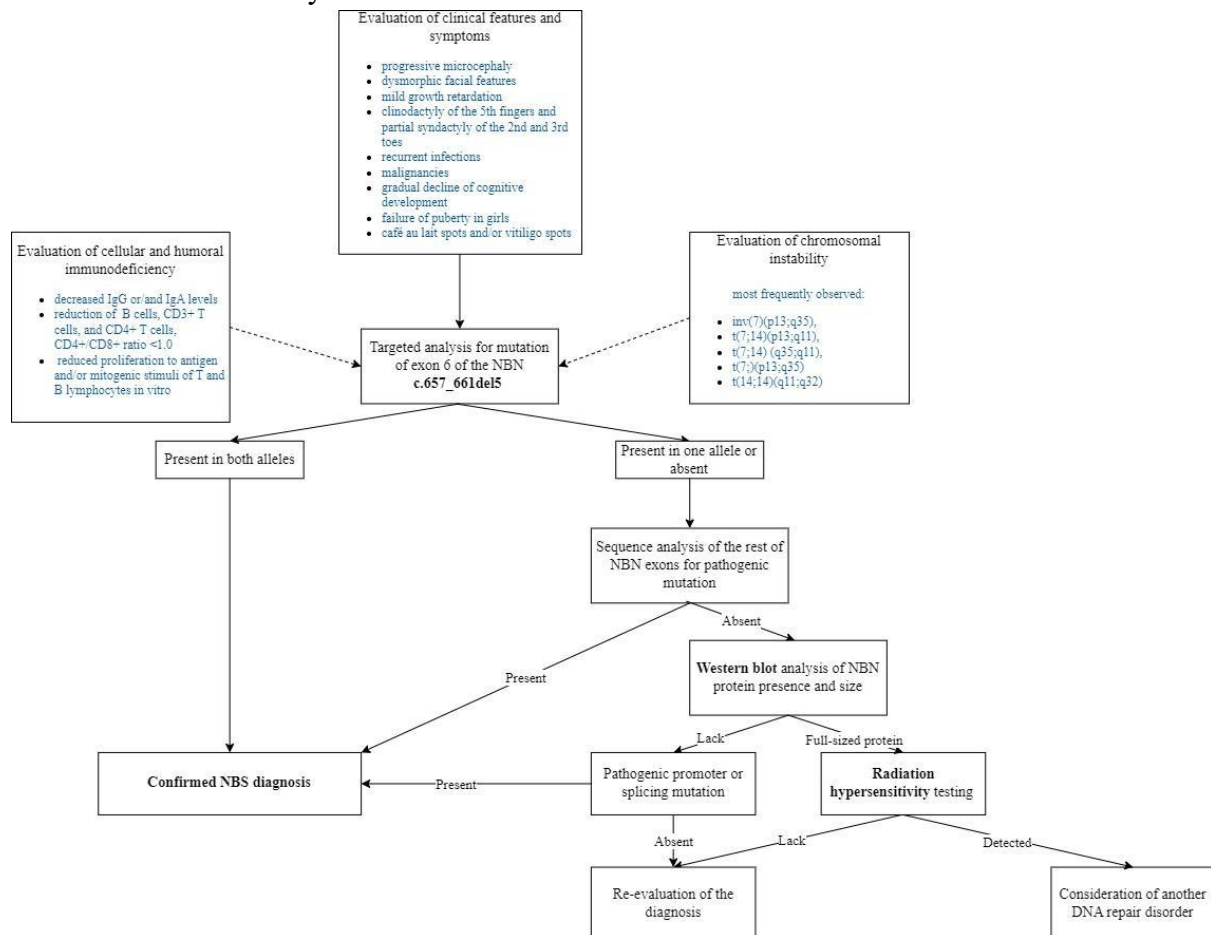 Evaluation of clinical features and
symptoms
progressive microcephaly
dysmorphic facial features
mild growth retardation
clinodactyly of the 5th fingers and
partial syndactyly of the 2nd and 3rd
toes
recurrent infections
malignancies
gradual decline of cognitive
development
failure of puberty in girls
café au lait spots and/or vitiligo spots
Evaluation of cellular and humoral
immunodeficiency
decreased IgG or/and IgA levels
reduction of B cells, CD3+ T
cells, and CD4+ T cells,
CD4+/CD8+ ratio <1.0
reduced proliferation to antigen
and/or mitogenic stimuli of T and
B lymphocytes in vitro
Evaluation of chromosomal
instability
most frequently observed:
inv(7)(p13;q35),
t(7;14)(p13;q11),
t(7;14) (q35;q11),
t(7;)(p13;q35)
t(14;14)(q11;q32)
Targeted analysis for mutation
of exon 6 of the NBN
c.657_661del5
Present in both alleles
Present in one allele or
absent
Sequence analysis of the rest of
NBN exons for pathogenic
mutation
Absent
Present
Western blot analysis of NBN
protein presence and size
Lack
Full-sized protein
Confirmed NBS diagnosis
Present
Pathogenic promoter or
splicing mutation
Radiation
hypersensitivity testing
Absent
Lack
Detected
Re-evaluation of the
diagnosis
Consideration of another
DNA repair disorder